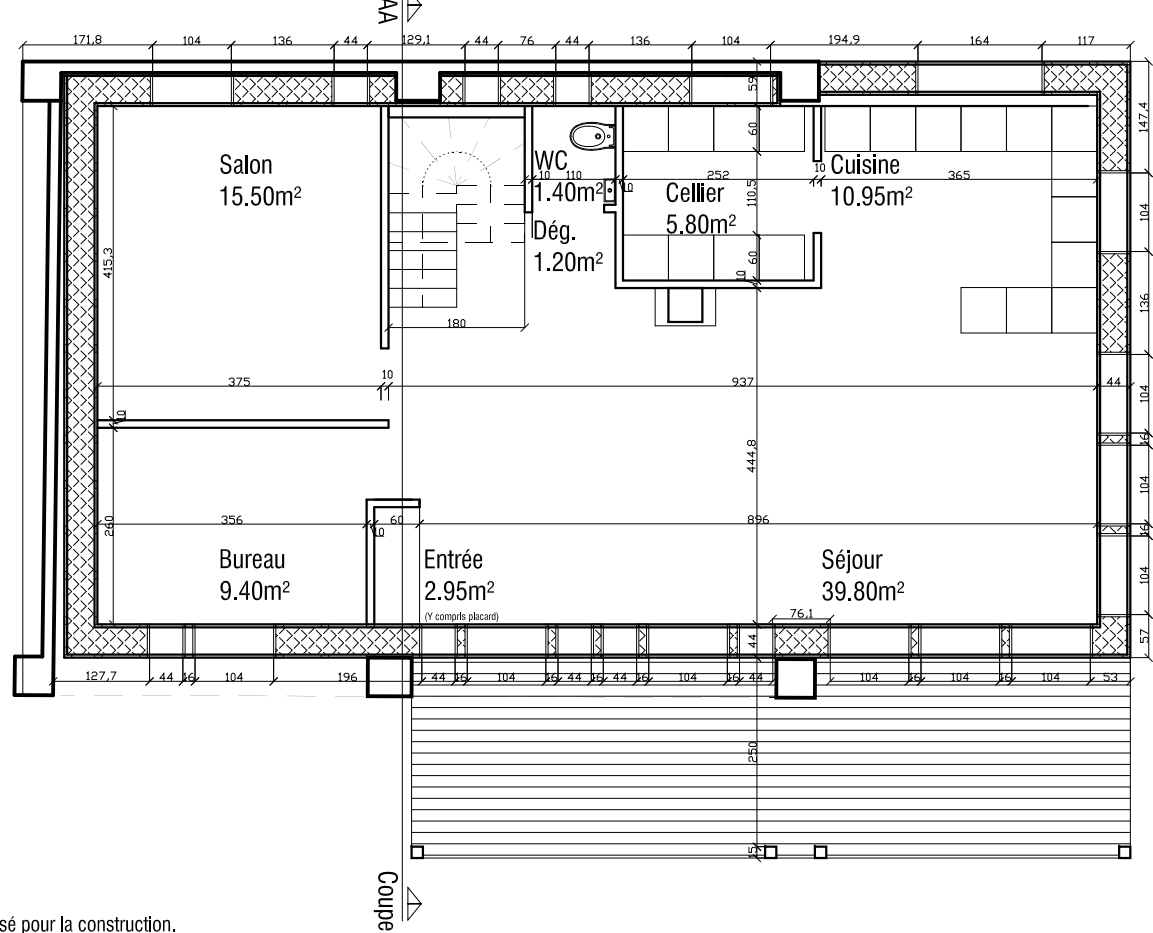 AA
171,8 104 136 44 129,1 44 76 44 136 104 194,9 164 117
59
147,4
60
Salon
15.50m²
WC
1.40m²
Cellier
5.80m²
Cuisine
10.95m²
10 110 10 252 10 365
110,5
104
Dég.
1.20m²
415,3
60
10
136
180
375 10 937 44
104
10
444,8
16
104
260
356 10 60 896
16
Bureau
9.40m²
Entrée
2.95m²
(Y compris placard)
Séjour
39.80m²
104
76,1
44
57
127,7 44 16 104 196 44 16 104 16 44 16 44 16 104 16 44 104 16 104 16 104 53
250
15
Coupe
sé pour la construction.